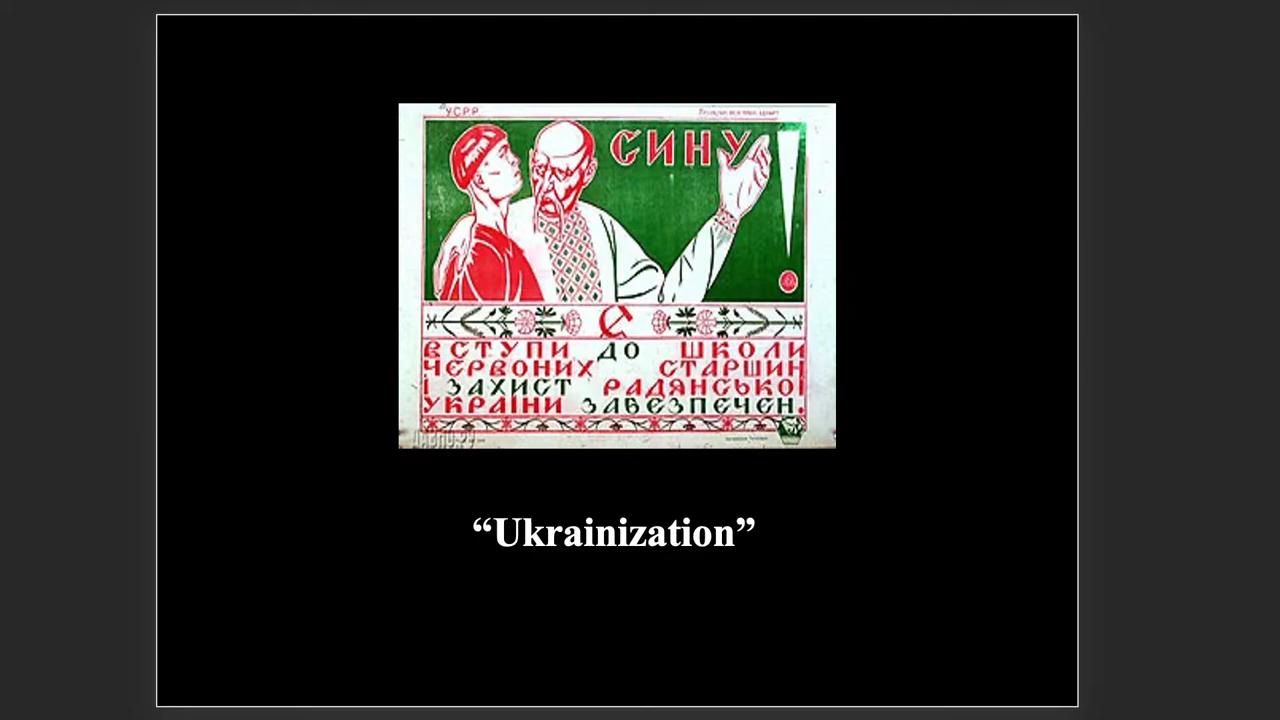 УСРР
СИНУ!
ВСТУПИ ДО ШКОЛИ
ЧЕРВОНИХ СТАРШИН
І ЗАХИСТ РАДЯНСЬКОЇ
УКРАЇНИ ЗАБЕЗПЕЧЕН.
“Ukrainization”